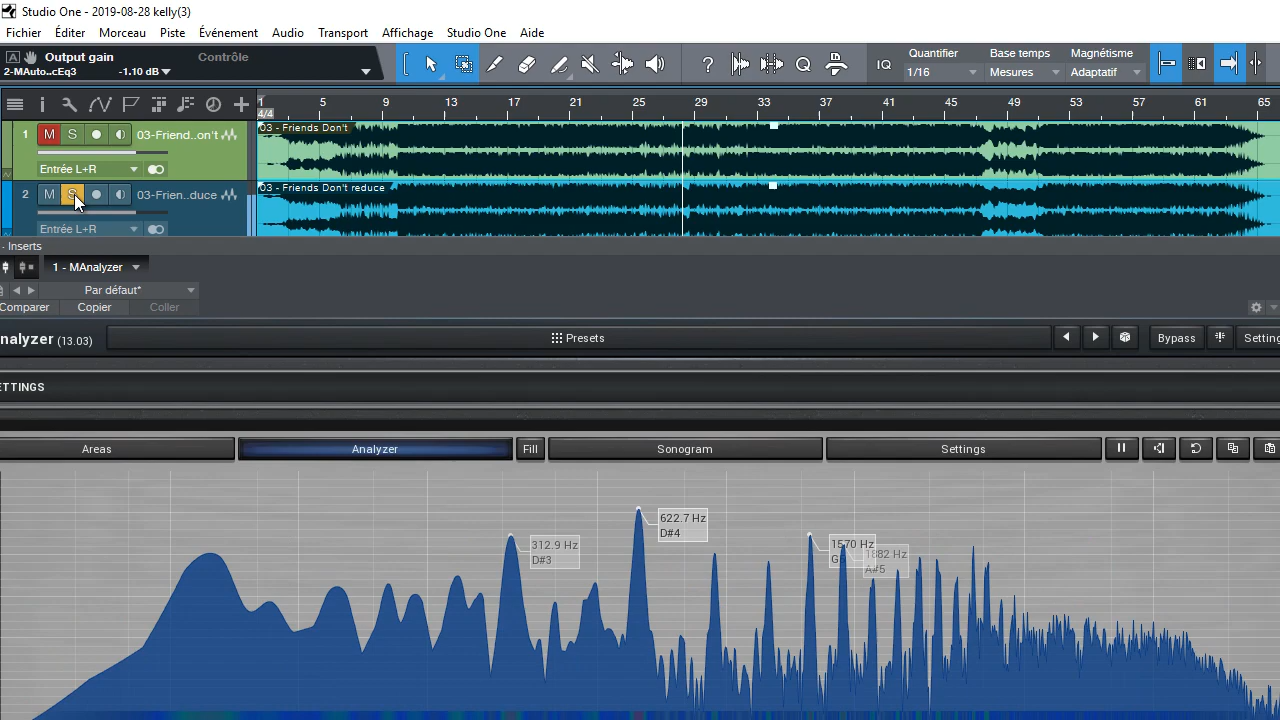 Studio One - 2019-08-28 kelly(3)
Fichier Éditer Morceau Piste Événement Audio Transport Affichage Studio One Aide
A Output gain Contrôle
2-MAuto..cEq3 -1.10 dB
? Q IQ
Quantifier Base temps Magnétisme
1/16 Mesures Adaptatif
1 5 9 13 17 21 25 29 33 37 41 45 49 53 57 61 65
4/4
03 - Friends Don't
1 M S 03-Friend..on't
Entrée L+R
03 - Friends Don't reduce
2 M S 03-Frien..duce
Entrée L+R
- Inserts
1 - MAnalyzer
Par défaut*
Comparer Copier Coller
nalyzer (13.03) Presets Bypass Setting
ETTINGS
Areas Analyzer Fill Sonogram Settings
622.7 Hz
D#4
312.9 Hz
D#3
1570 Hz
1882 Hz
A#5